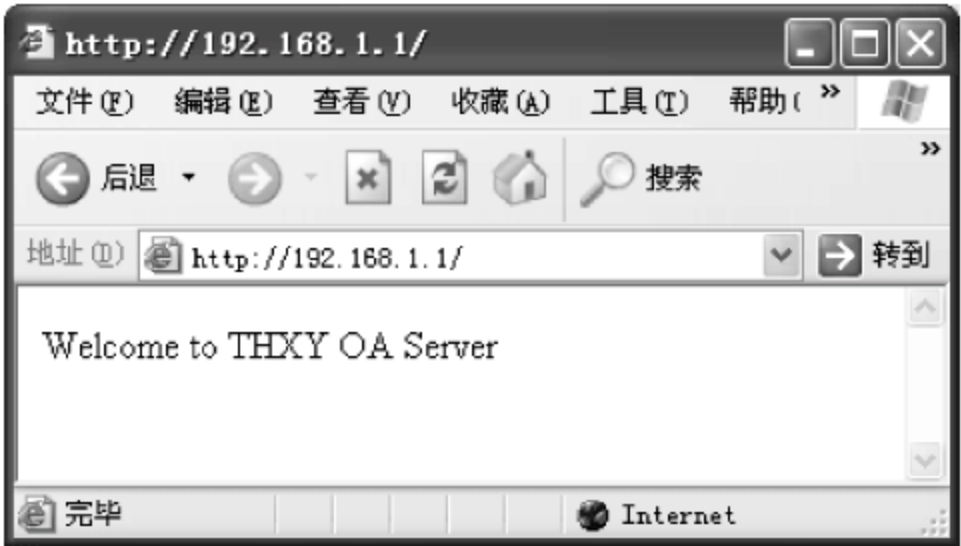 http://192.168.1.1/
文件(F) 编辑(E) 查看(V) 收藏(A) 工具(T) 帮助( »
后退 搜索 »
地址(D) http://192.168.1.1/ 转到
Welcome to THXY OA Server
完毕 Internet